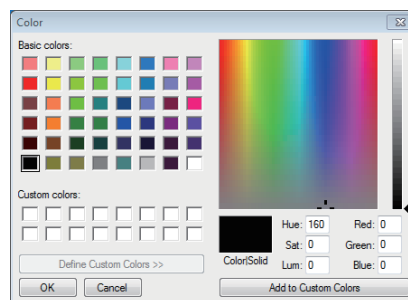 Color
Basic colors:
Custom colors:
Define Custom Colors >>
OK Cancel
Color|Solid
Hue: 160 Red: 0
Sat: 0 Green: 0
Lum: 0 Blue: 0
Add to Custom Colors